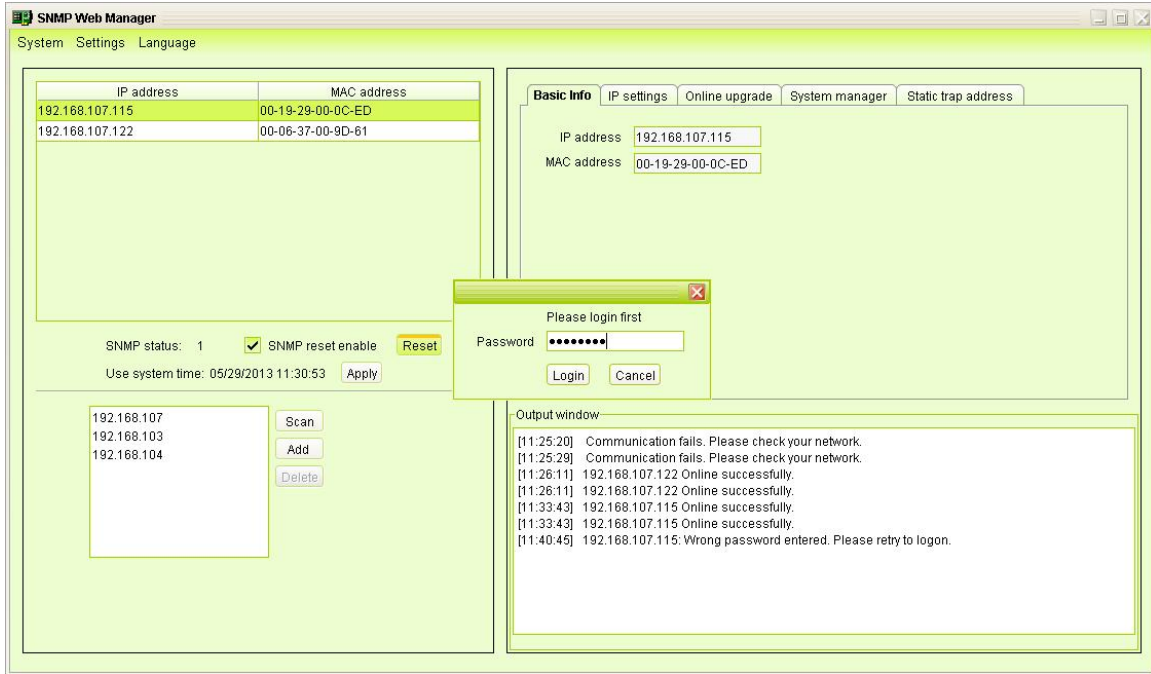 SNMP Web Manager
System Settings Language
IP address MAC address
192.168.107.115 00-19-29-00-0C-ED
192.168.107.122 00-06-37-00-9D-61
SNMP status: 1 SNMP reset enable Reset
Use system time: 05/29/2013 11:30:53 Apply
192.168.107
192.168.103
192.168.104
Scan
Add
Delete
Basic Info IP settings Online upgrade System manager Static trap address
IP address 192.168.107.115
MAC address 00-19-29-00-0C-ED
Please login first
Password ••••••••
Login Cancel
Output window
[11:25:20] Communication fails. Please check your network.
[11:25:29] Communication fails. Please check your network.
[11:26:11] 192.168.107.122 Online successfully.
[11:26:11] 192.168.107.122 Online successfully.
[11:33:43] 192.168.107.115 Online successfully.
[11:33:43] 192.168.107.115 Online successfully.
[11:40:45] 192.168.107.115: Wrong password entered. Please retry to logon.